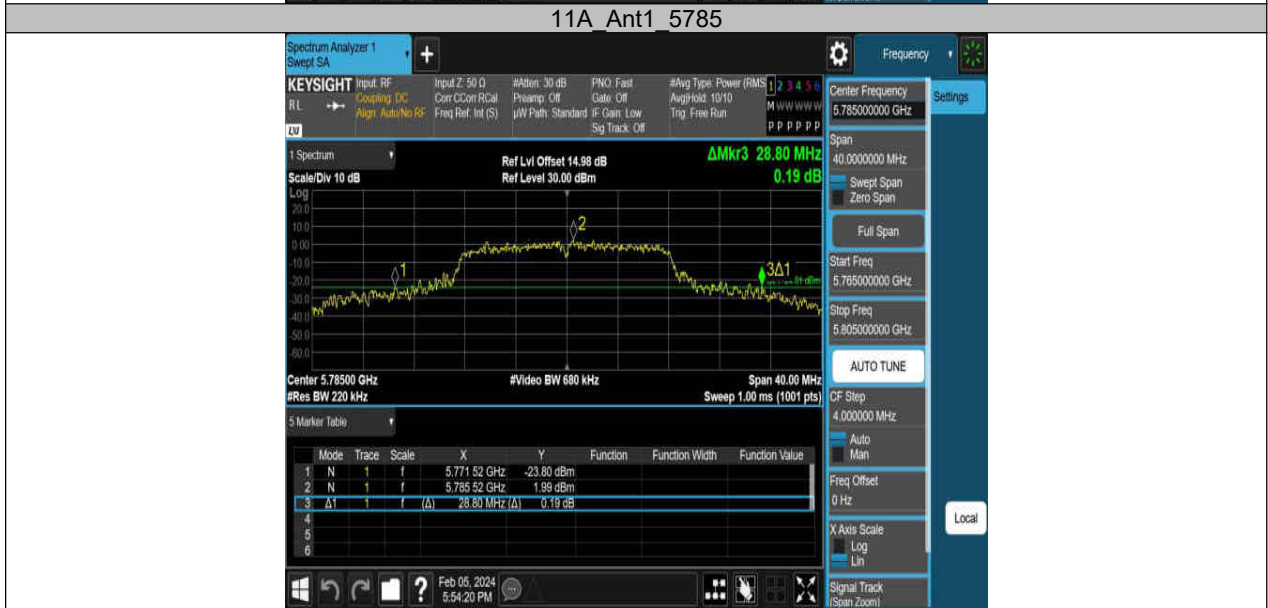 11A_Ant1_5785
Spectrum Analyzer 1
Swept SA
+
Frequency
KEYSIGHT
RL
LXI
Input: RF
Coupling: DC
Align: Auto/No RF
Input Z: 50 Ω
Corr CCorr RCal
Freq Ref: Int (S)
#Atten: 30 dB
Preamp: Off
µW Path: Standard
PNO: Fast
Gate: Off
IF Gain: Low
Sig Track: Off
#Avg Type: Power (RMS
Avg|Hold: 10/10
Trig: Free Run
1 2 3 4 5 6
M W W W W W
P P P P P P
1 Spectrum
Scale/Div 10 dB
Ref Lvl Offset 14.98 dB
Ref Level 30.00 dBm
ΔMkr3 28.80 MHz
0.19 dB
Log
20.0
10.0
0.00
-10.0
-20.0
-30.0
-40.0
-50.0
-60.0
1
2
3Δ1
Center 5.78500 GHz
#Video BW 680 kHz
Span 40.00 MHz
#Res BW 220 kHz
Sweep 1.00 ms (1001 pts)
5 Marker Table
Mode Trace Scale X Y Function Function Width Function Value
1 N 1 f 5.771 52 GHz -23.80 dBm
2 N 1 f 5.785 52 GHz 1.99 dBm
3 Δ1 1 f (Δ) 28.80 MHz (Δ) 0.19 dB
4
5
6
Feb 05, 2024
5:54:20 PM
Center Frequency
5.785000000 GHz
Settings
Span
40.0000000 MHz
Swept Span
Zero Span
Full Span
Start Freq
5.765000000 GHz
Stop Freq
5.805000000 GHz
AUTO TUNE
CF Step
4.000000 MHz
Auto
Man
Freq Offset
0 Hz
X Axis Scale
Log
Lin
Local
Signal Track
(Span Zoom)